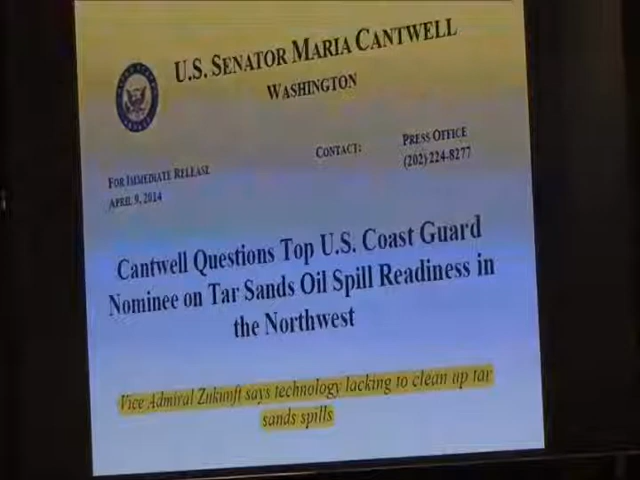 U.S. SENATOR MARIA CANTWELL
WASHINGTON
FOR IMMEDIATE RELEASE
CONTACT:
PRESS OFFICE
APRIL 9, 2014
(202) 224-8277
Cantwell Questions Top U.S. Coast Guard
Nominee on Tar Sands Oil Spill Readiness in
the Northwest
Vice Admiral Zukunft says technology lacking to clean up tar
sands spills